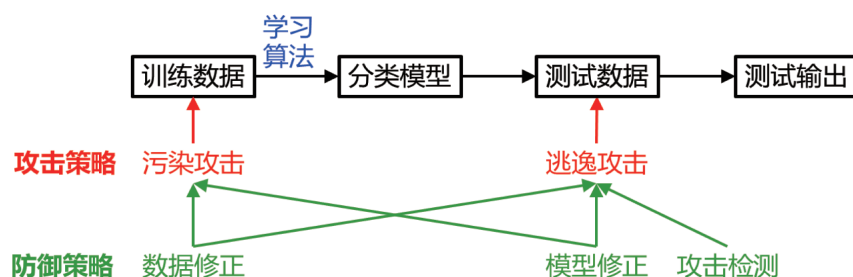 学习
算法
训练数据 分类模型 测试数据 测试输出
攻击策略 污染攻击 逃逸攻击
防御策略 数据修正 模型修正 攻击检测